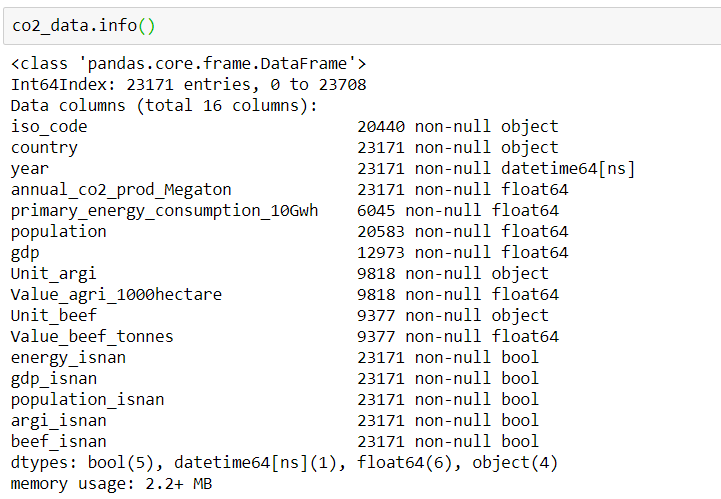 co2_data.info()
<class 'pandas.core.frame.DataFrame'>
Int64Index: 23171 entries, 0 to 23708
Data columns (total 16 columns):
iso_code 20440 non-null object
country 23171 non-null object
year 23171 non-null datetime64[ns]
annual_co2_prod_Megaton 23171 non-null float64
primary_energy_consumption_10Gwh 6045 non-null float64
population 20583 non-null float64
gdp 12973 non-null float64
Unit_argi 9818 non-null object
Value_agri_1000hectare 9818 non-null float64
Unit_beef 9377 non-null object
Value_beef_tonnes 9377 non-null float64
energy_isnan 23171 non-null bool
gdp_isnan 23171 non-null bool
population_isnan 23171 non-null bool
argi_isnan 23171 non-null bool
beef_isnan 23171 non-null bool
dtypes: bool(5), datetime64[ns](1), float64(6), object(4)
memory usage: 2.2+ MB